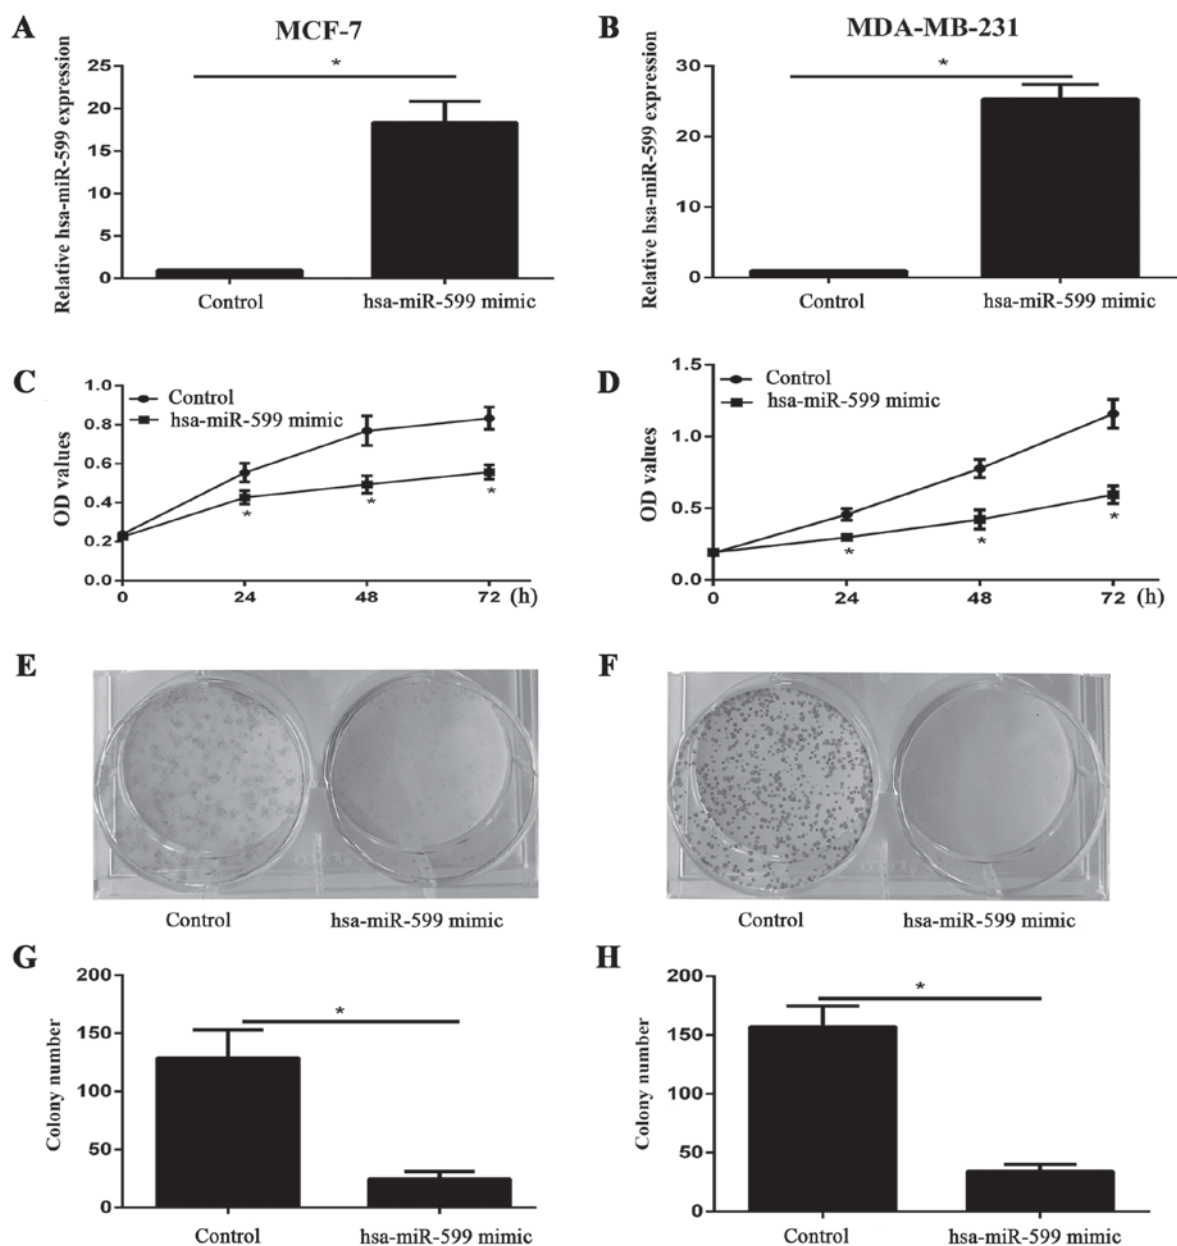 A
MCF-7
Relative hsa-miR-599 expression
25
20
15
10
5
0
*
Control
hsa-miR-599 mimic
B
MDA-MB-231
Relative hsa-miR-599 expression
30
20
10
0
*
Control
hsa-miR-599 mimic
C
OD values
1.0
0.8
0.6
0.4
0.2
0.0
Control
hsa-miR-599 mimic
* * *
0 24 48 72 (h)
D
OD values
1.5
1.0
0.5
0.0
Control
hsa-miR-599 mimic
* * *
0 24 48 72 (h)
E
Control
hsa-miR-599 mimic
F
Control
hsa-miR-599 mimic
G
Colony number
200
150
100
50
0
*
Control
hsa-miR-599 mimic
H
Colony number
200
150
100
50
0
*
Control
hsa-miR-599 mimic